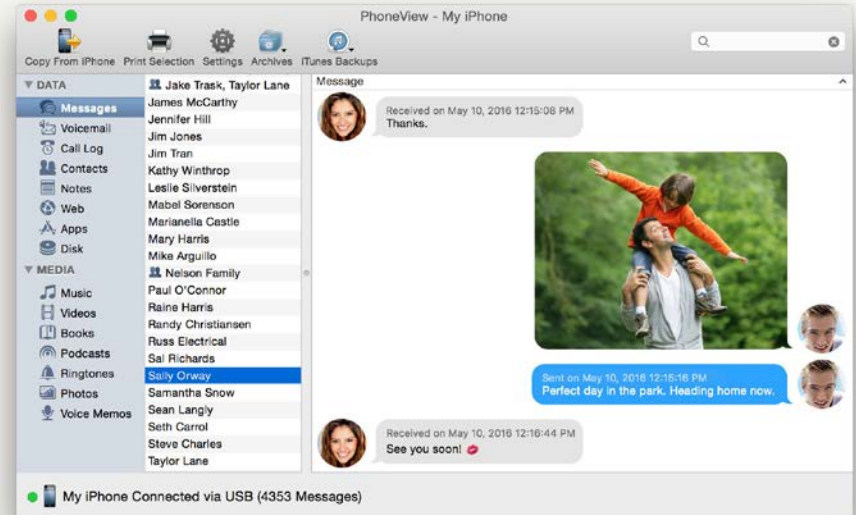 PhoneView - My iPhone
Copy From iPhone Print Selection Settings Archives iTunes Backups
DATA
Messages
Voicemail
Call Log
Contacts
Notes
Web
Apps
Disk
MEDIA
Music
Videos
Books
Podcasts
Ringtones
Photos
Voice Memos
Jake Trask, Taylor Lane
James McCarthy
Jennifer Hill
Jim Jones
Jim Tran
Kathy Winthrop
Leslie Silverstein
Mabel Sorenson
Marianella Castle
Mary Harris
Mike Arguillo
Nelson Family
Paul O'Connor
Raine Harris
Randy Christiansen
Russ Electrical
Sal Richards
Sally Orway
Samantha Snow
Sean Langly
Seth Carrol
Steve Charles
Taylor Lane
Message
Received on May 10, 2016 12:15:08 PM
Thanks.
Sent on May 10, 2016 12:15:16 PM
Perfect day in the park. Heading home now.
Received on May 10, 2016 12:16:44 PM
See you soon! 💋
My iPhone Connected via USB (4353 Messages)